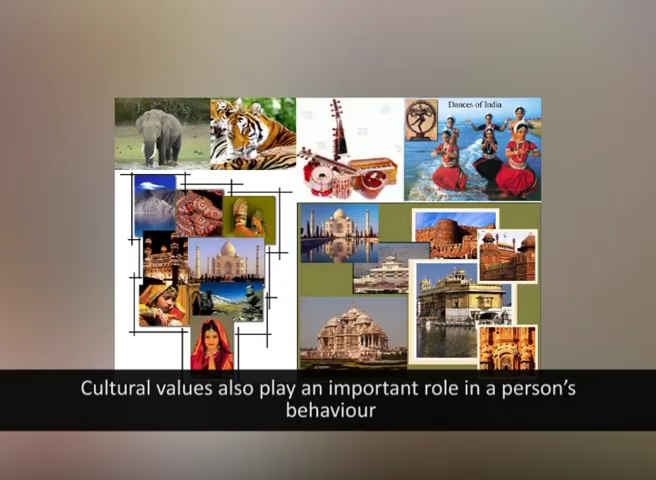 Dances of India
Cultural values also play an important role in a person's
behaviour